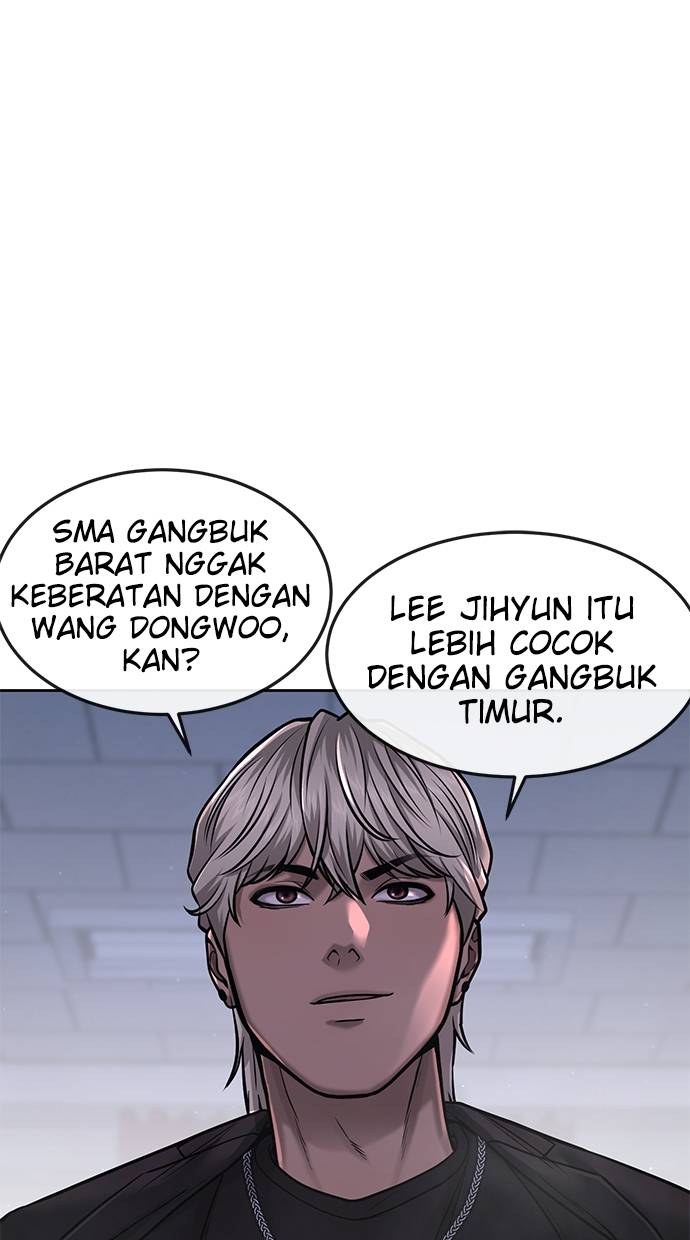 SMA GANGBUK
BARAT NGGAK
KEBERATAN DENGAN
WANG DONGWOO,
KAN?
LEE JIHYUN ITU
LEBIH COCOK
DENGAN GANGBUK
TIMUR.